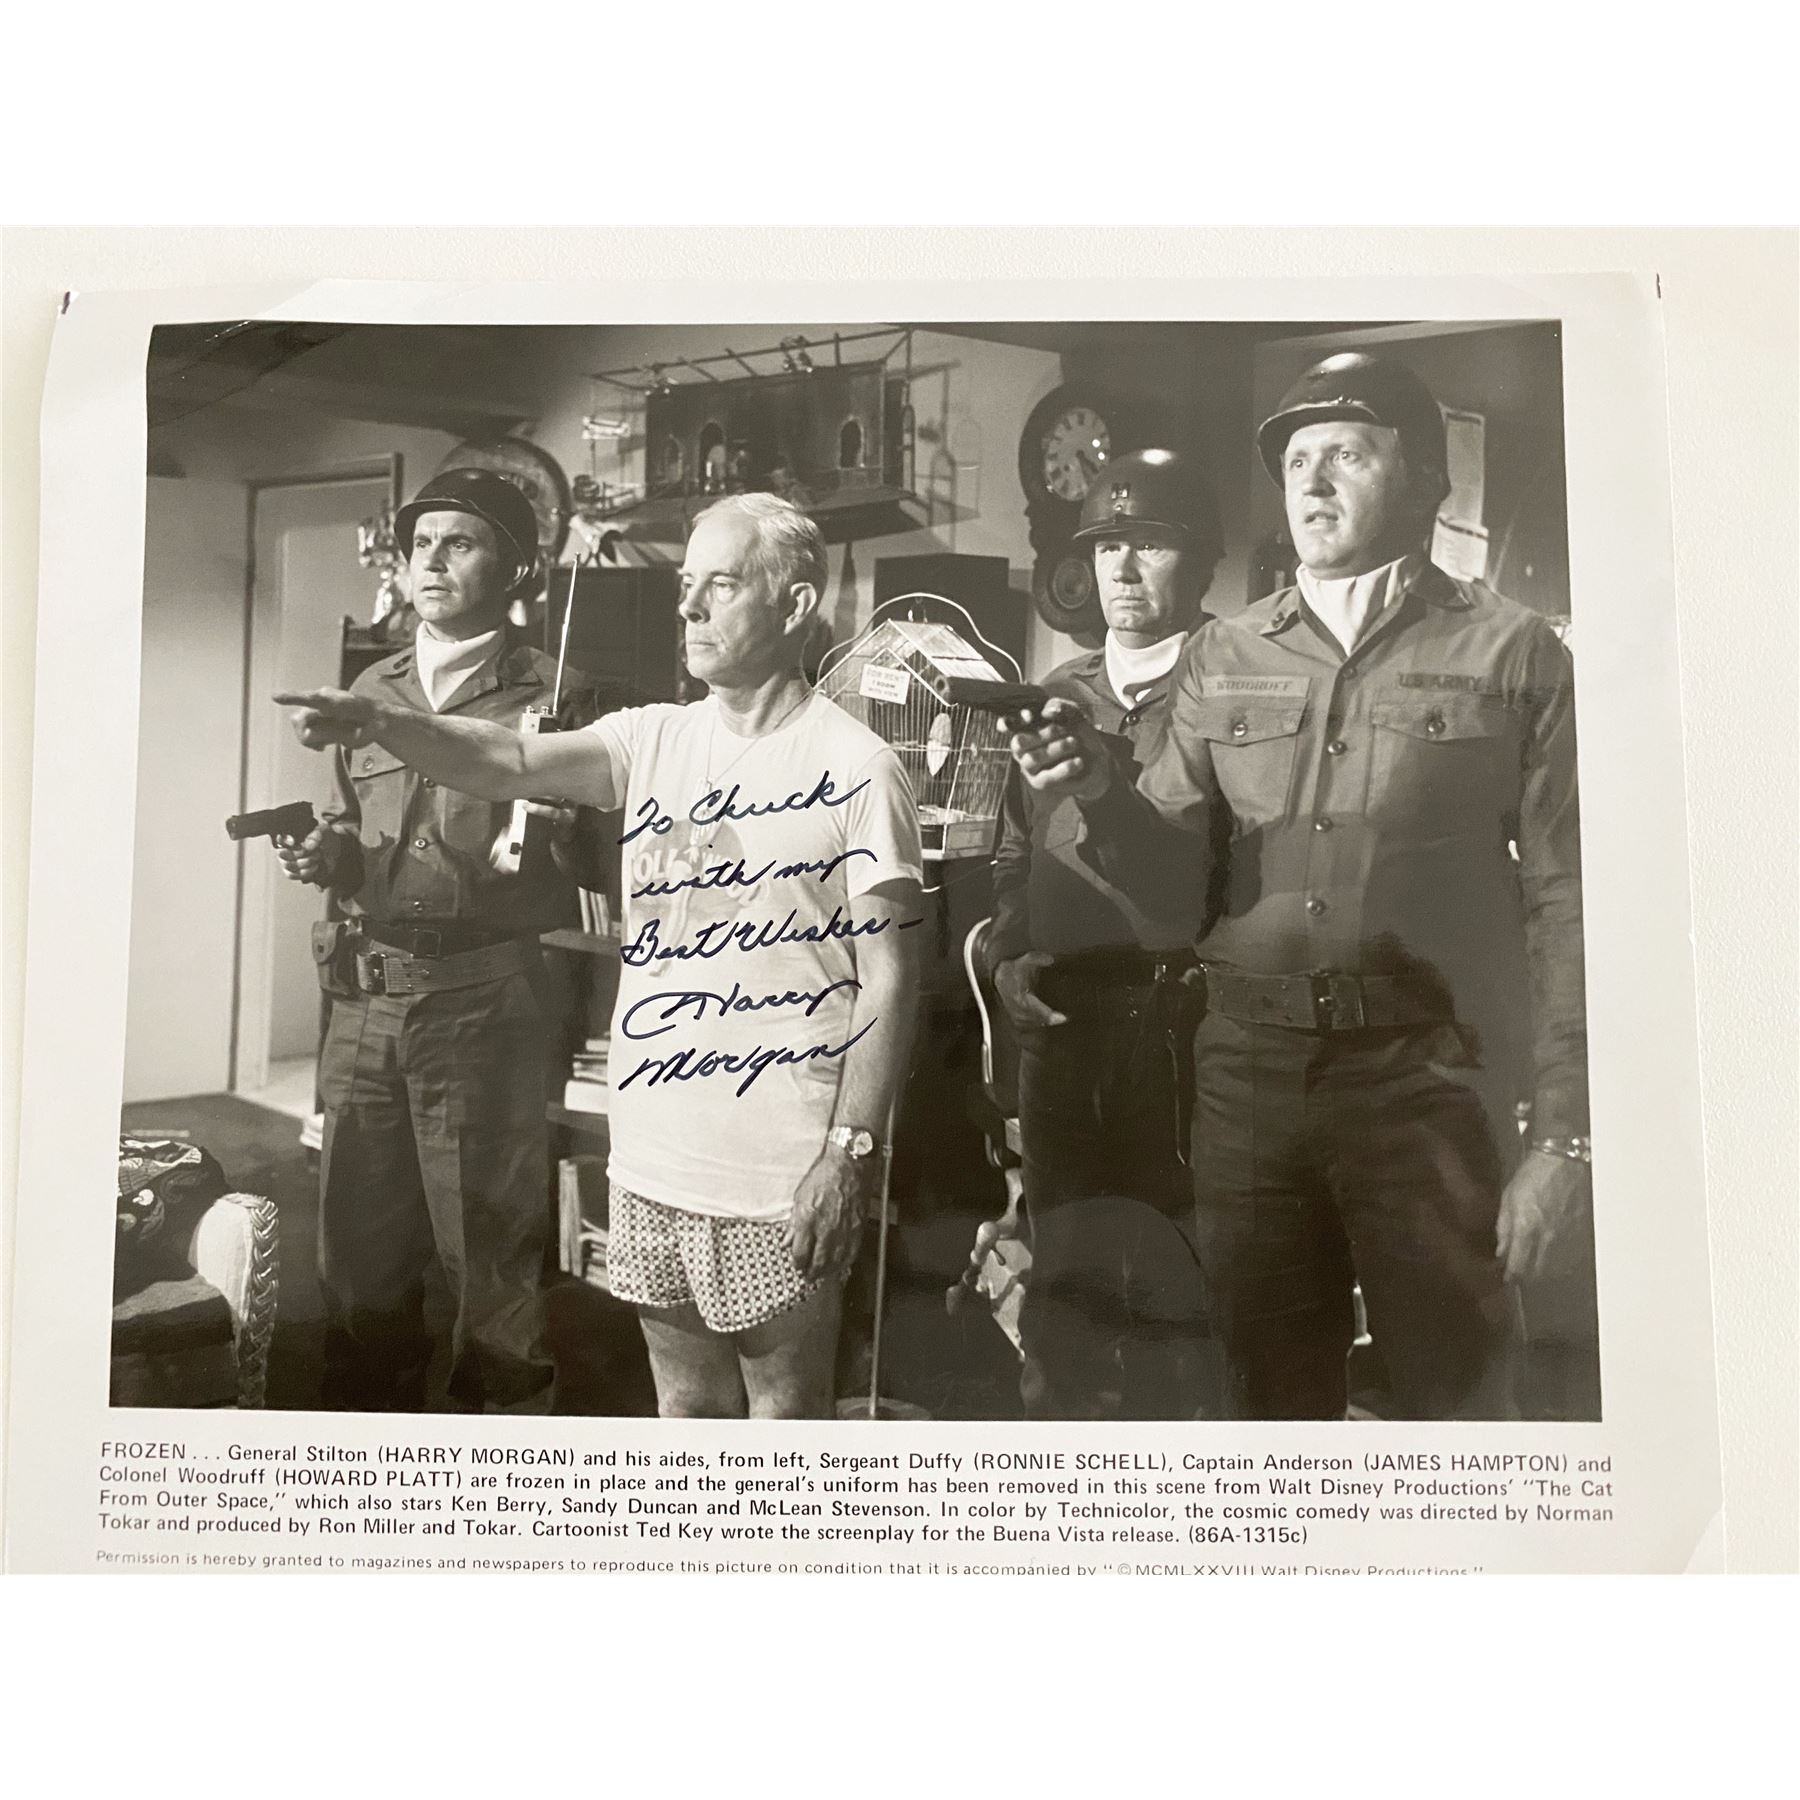 FOR RENT
1 ROOM
WITH VIEW
WOODRUFF
U.S. ARMY
To Chuck
with my
Best Wishes –
Harry
Morgan
FROZEN . . . General Stilton (HARRY MORGAN) and his aides, from left, Sergeant Duffy (RONNIE SCHELL), Captain Anderson (JAMES HAMPTON) and
Colonel Woodruff (HOWARD PLATT) are frozen in place and the general's uniform has been removed in this scene from Walt Disney Productions' "The Cat
From Outer Space," which also stars Ken Berry, Sandy Duncan and McLean Stevenson. In color by Technicolor, the cosmic comedy was directed by Norman
Tokar and produced by Ron Miller and Tokar. Cartoonist Ted Key wrote the screenplay for the Buena Vista release. (86A-1315c)
Permission is hereby granted to magazines and newspapers to reproduce this picture on condition that it is accompanied by "© MCMLXXVIII Walt Disney Productions."